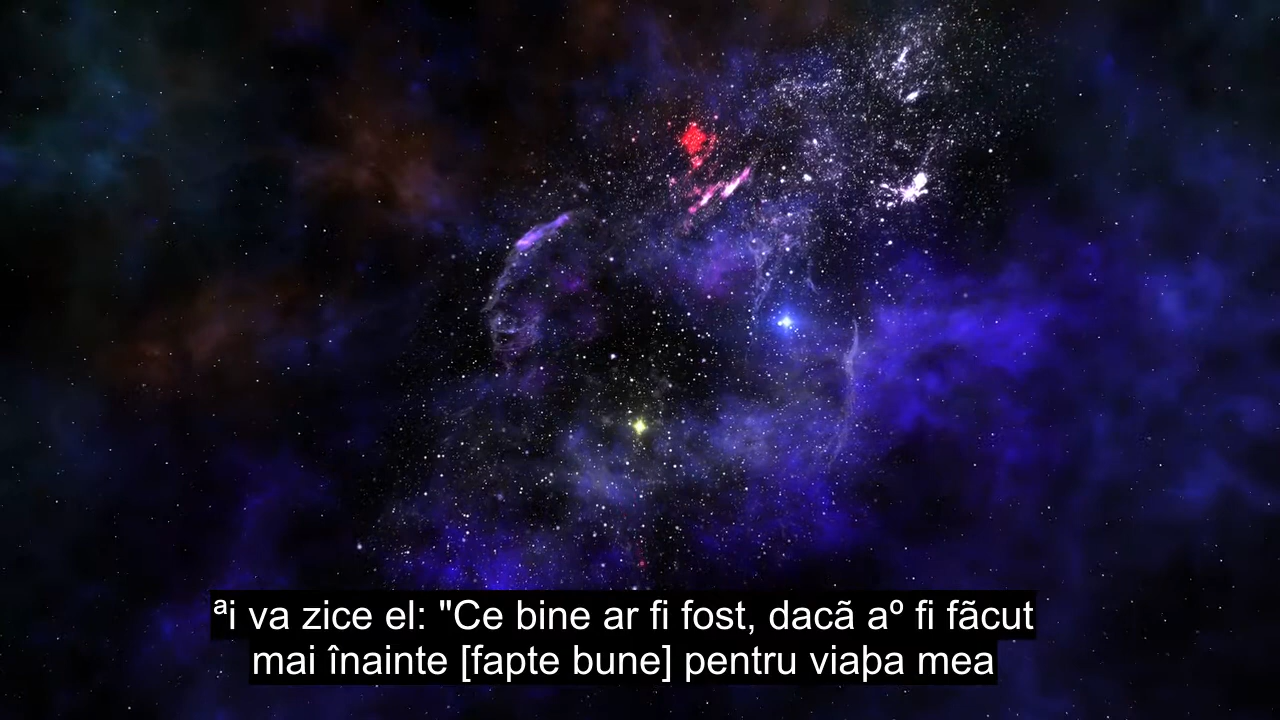 ªi va zice el: "Ce bine ar fi fost, dacã aº fi fãcut
mai înainte [fapte bune] pentru viaþa mea